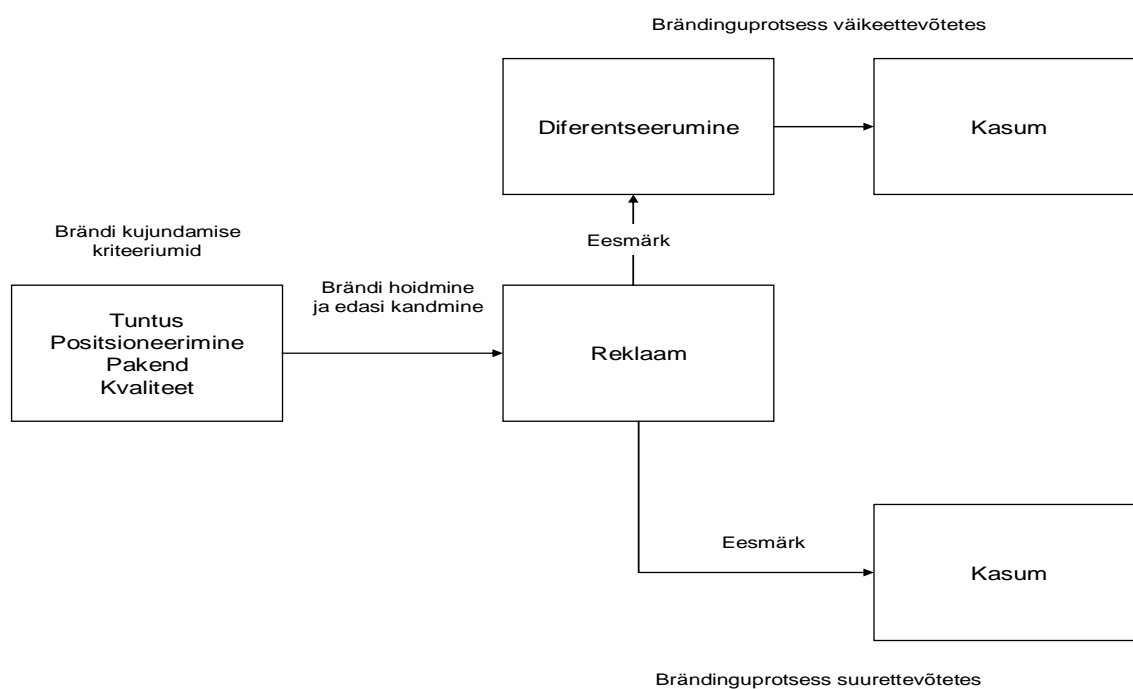 Brändinguprotsess väikeettevõtetes
Diferentseerumine
Kasum
Eesmärk
Brändi kujundamise
kriteeriumid
Brändi hoidmine
ja edasi kandmine
Tuntus
Positsioneerimine
Pakend
Kvaliteet
Reklaam
Eesmärk
Kasum
Brändinguprotsess suurettevõtetes